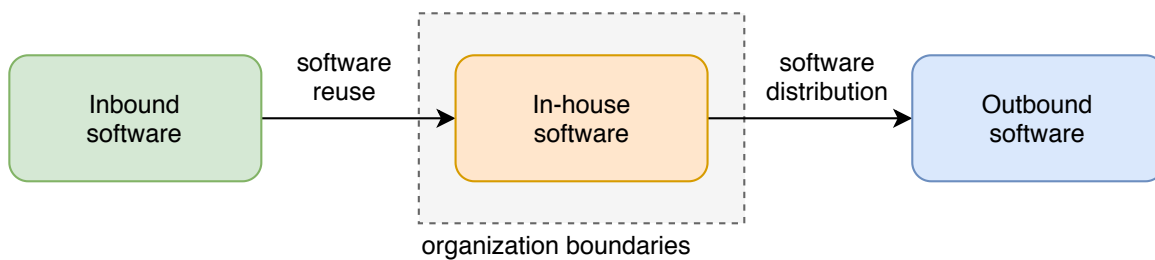 Inbound
software
software
reuse
In-house
software
software
distribution
Outbound
software
organization boundaries